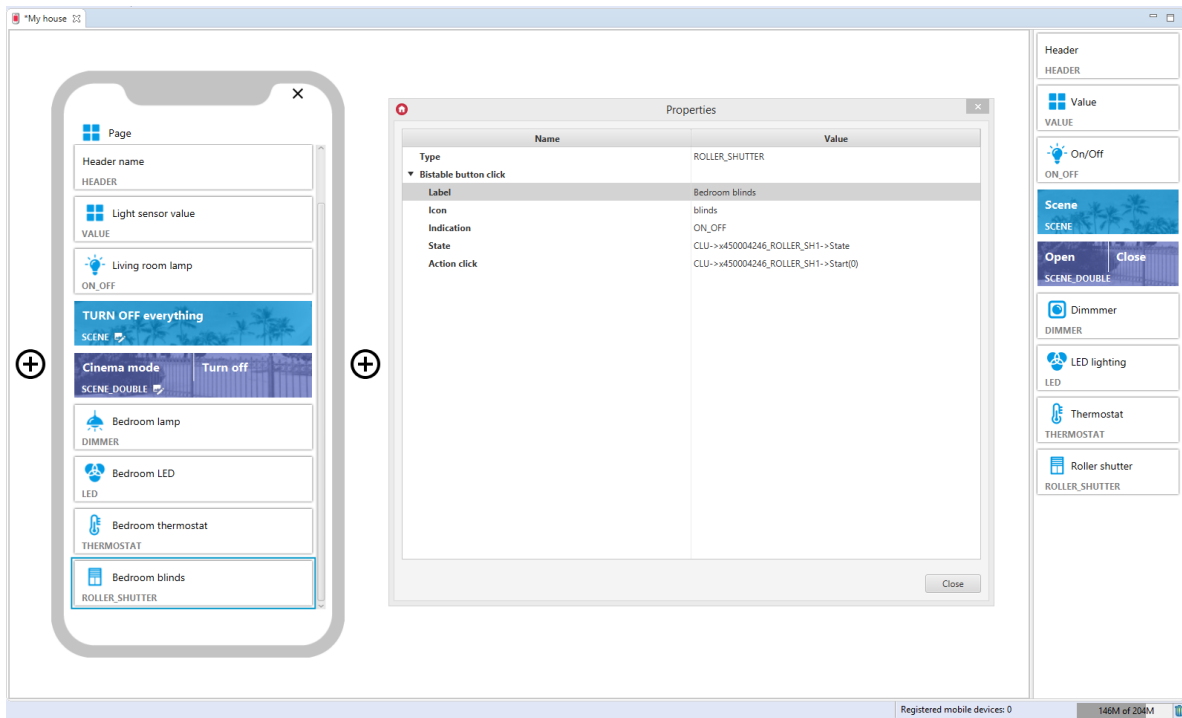 *My house
Page
Header name
HEADER
Light sensor value
VALUE
Living room lamp
ON_OFF
TURN OFF everything
SCENE
Cinema mode Turn off
SCENE_DOUBLE
Bedroom lamp
DIMMER
Bedroom LED
LED
Bedroom thermostat
THERMOSTAT
Bedroom blinds
ROLLER_SHUTTER
Properties
Name Value
Type ROLLER_SHUTTER
Bistable button click
Label Bedroom blinds
Icon blinds
Indication ON_OFF
State CLU->x450004246_ROLLER_SH1->State
Action click CLU->x450004246_ROLLER_SH1->Start(0)
Close
Header
HEADER
Value
VALUE
On/Off
ON_OFF
Scene
SCENE
Open Close
SCENE_DOUBLE
Dimmmer
DIMMER
LED lighting
LED
Thermostat
THERMOSTAT
Roller shutter
ROLLER_SHUTTER
Registered mobile devices: 0 146M of 204M